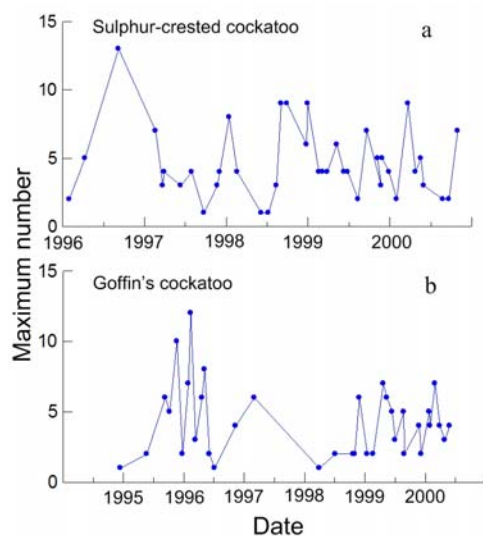 Sulphur-crested cockatoo
a
15
10
5
0
1996 1997 1998 1999 2000
Maximum number
Goffin's cockatoo
b
15
10
5
0
1995 1996 1997 1998 1999 2000
Date